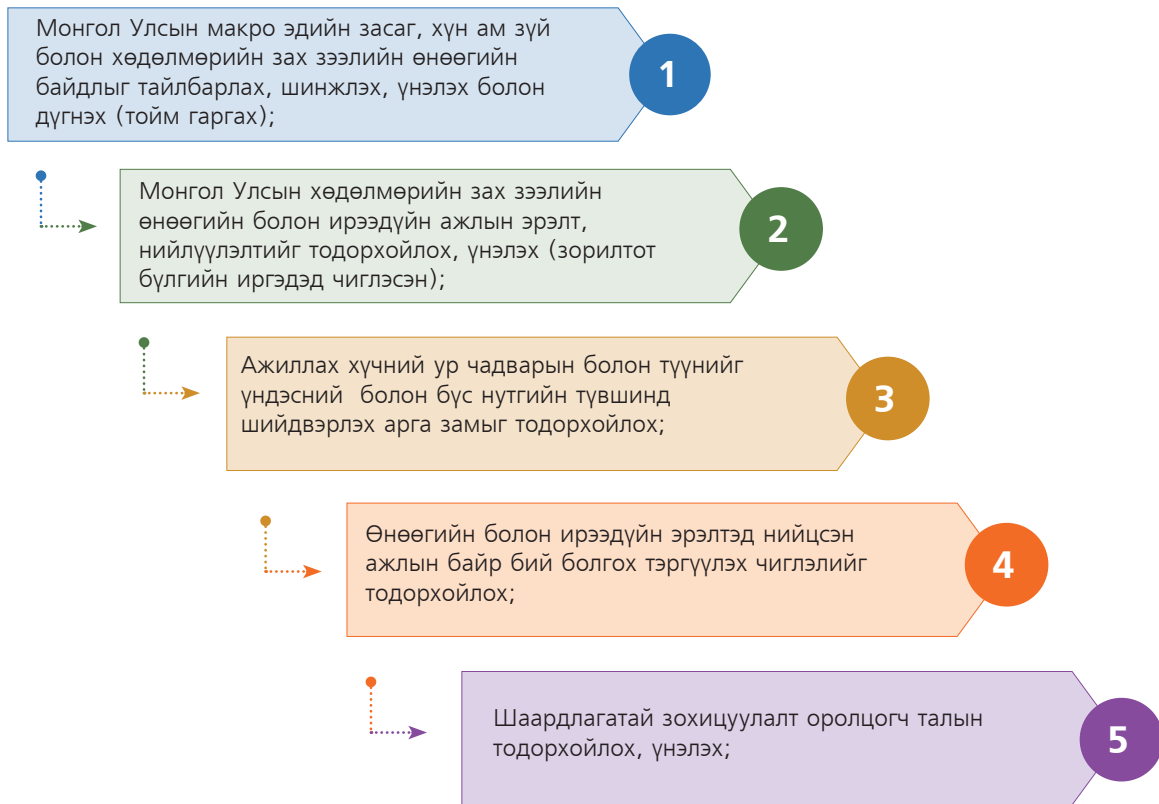 Монгол Улсын макро эдийн засаг, хүн ам зүй
болон хөдөлмөрийн зах зээлийн өнөөгийн
байдлыг тайлбарлах, шинжлэх, үнэлэх болон
дүгнэх (тойм гаргах);
1
Монгол Улсын хөдөлмөрийн зах зээлийн
өнөөгийн болон ирээдүйн ажлын эрэлт,
нийлүүлэлтийг тодорхойлох, үнэлэх (зорилтот
бүлгийн иргэдэд чиглэсэн);
2
Ажиллах хүчний ур чадварын болон түүнийг
үндэсний болон бүс нутгийн түвшинд
шийдвэрлэх арга замыг тодорхойлох;
3
Өнөөгийн болон ирээдүйн эрэлтэд нийцсэн
ажлын байр бий болгох тэргүүлэх чиглэлийг
тодорхойлох;
4
Шаардлагатай зохицуулалт оролцогч талын
тодорхойлох, үнэлэх;
5